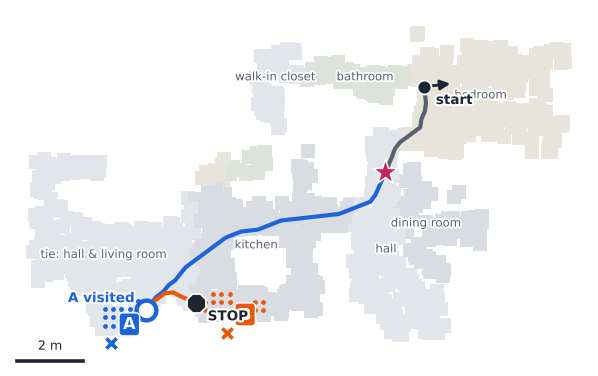 walk-in closet
bathroom
bedroom
start
dining room
kitchen
hall
tie: hall & living room
A visited
A
STOP
2 m